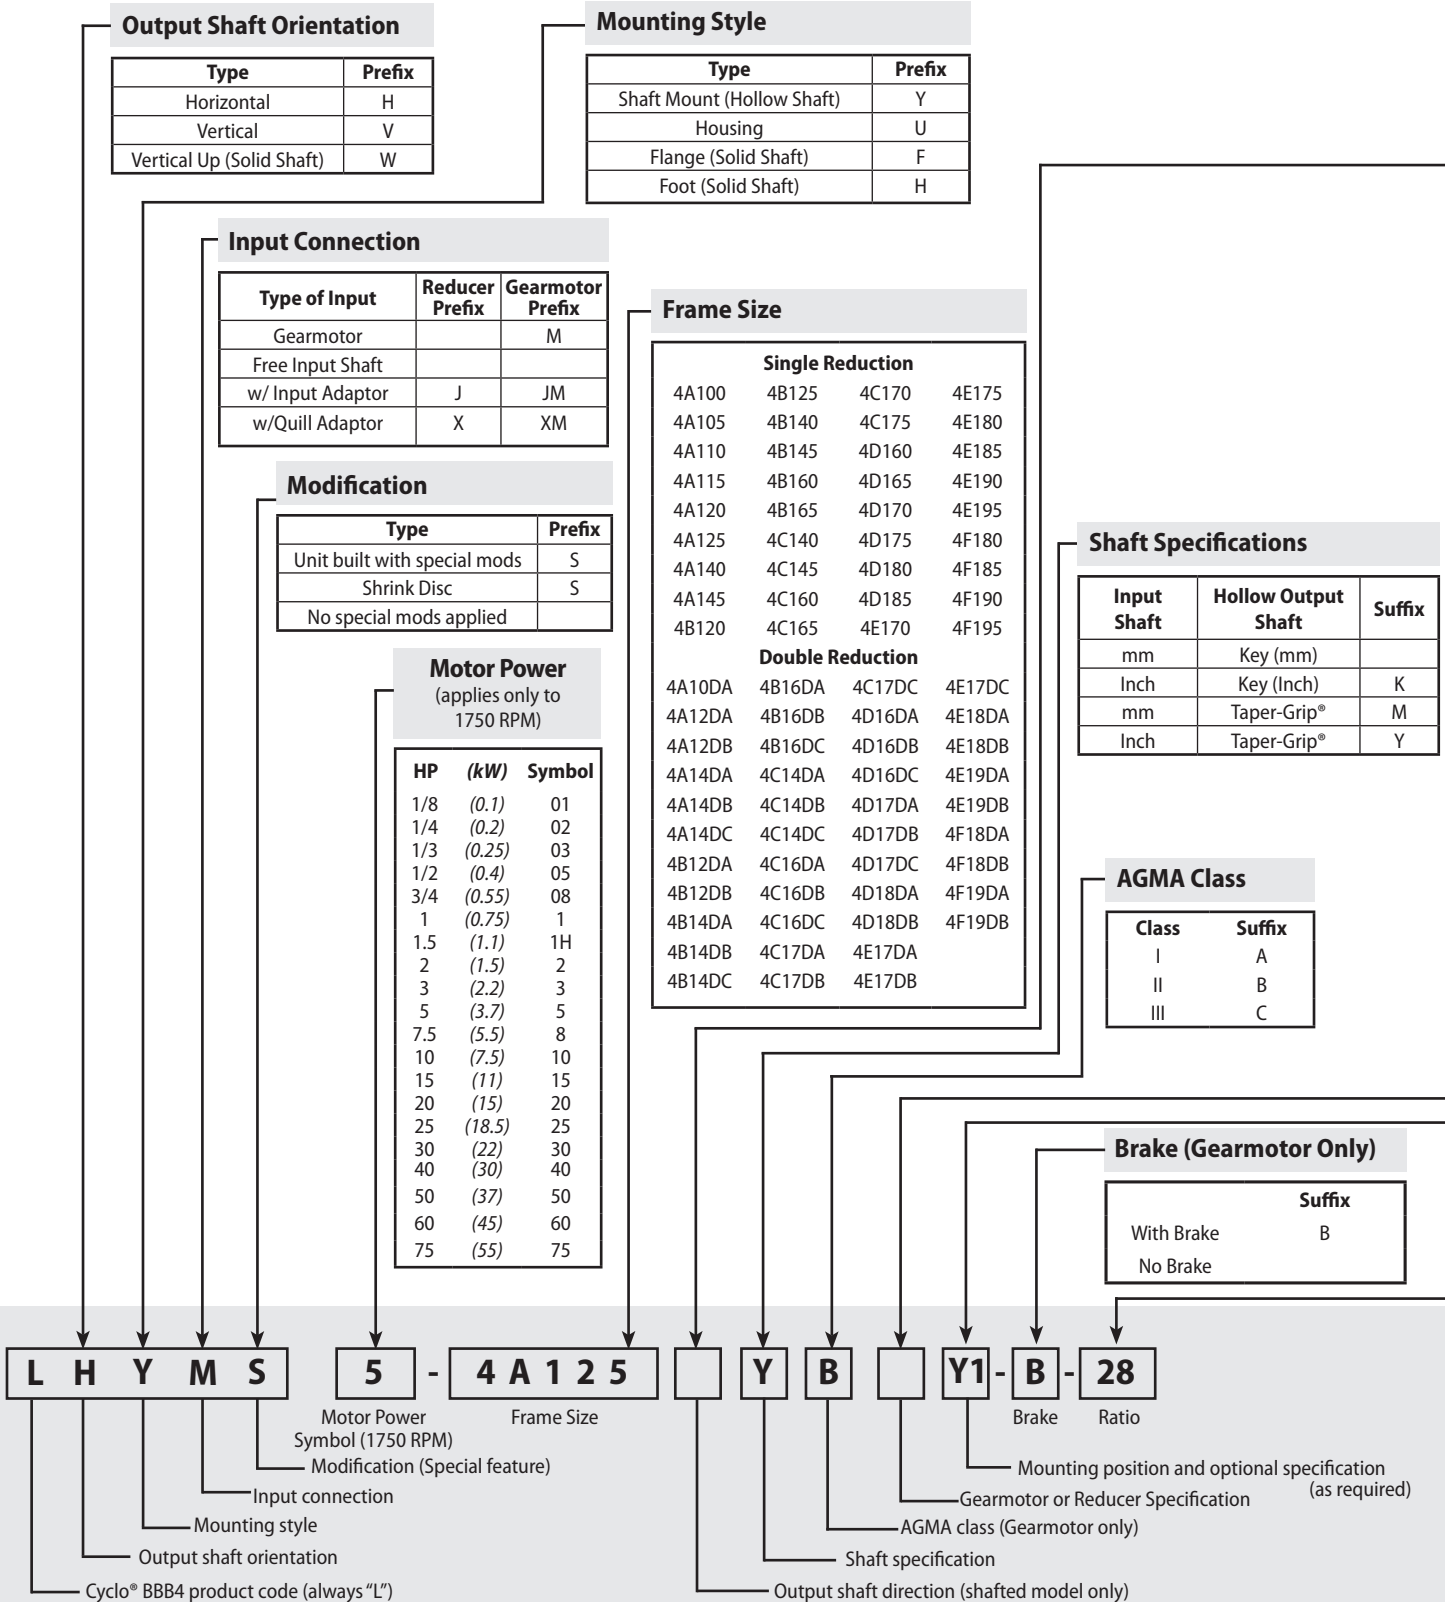 Output Shaft Orientation
Type Prefix
Horizontal H
Vertical V
Vertical Up (Solid Shaft) W
Mounting Style
Type Prefix
Shaft Mount (Hollow Shaft) Y
Housing U
Flange (Solid Shaft) F
Foot (Solid Shaft) H
Input Connection
Type of Input Reducer Prefix Gearmotor Prefix
Gearmotor M
Free Input Shaft
w/ Input Adaptor J JM
w/Quill Adaptor X XM
Modification
Type Prefix
Unit built with special mods S
Shrink Disc S
No special mods applied
Motor Power
(applies only to
1750 RPM)
HP (kW) Symbol
1/8 (0.1) 01
1/4 (0.2) 02
1/3 (0.25) 03
1/2 (0.4) 05
3/4 (0.55) 08
1 (0.75) 1
1.5 (1.1) 1H
2 (1.5) 2
3 (2.2) 3
5 (3.7) 5
7.5 (5.5) 8
10 (7.5) 10
15 (11) 15
20 (15) 20
25 (18.5) 25
30 (22) 30
40 (30) 40
50 (37) 50
60 (45) 60
75 (55) 75
Frame Size
Single Reduction
4A100 4B125 4C170 4E175
4A105 4B140 4C175 4E180
4A110 4B145 4D160 4E185
4A115 4B160 4D165 4E190
4A120 4B165 4D170 4E195
4A125 4C140 4D175 4F180
4A140 4C145 4D180 4F185
4A145 4C160 4D185 4F190
4B120 4C165 4E170 4F195
Double Reduction
4A10DA 4B16DA 4C17DC 4E17DC
4A12DA 4B16DB 4D16DA 4E18DA
4A12DB 4B16DC 4D16DB 4E18DB
4A14DA 4C14DA 4D16DC 4E19DA
4A14DB 4C14DB 4D17DA 4E19DB
4A14DC 4C14DC 4D17DB 4F18DA
4B12DA 4C16DA 4D17DC 4F18DB
4B12DB 4C16DB 4D18DA 4F19DA
4B14DA 4C16DC 4D18DB 4F19DB
4B14DB 4C17DA 4E17DA
4B14DC 4C17DB 4E17DB
Shaft Specifications
Input Shaft Hollow Output Shaft Suffix
mm Key (mm)
Inch Key (Inch) K
mm Taper-Grip® M
Inch Taper-Grip® Y
AGMA Class
Class Suffix
I A
II B
III C
Brake (Gearmotor Only)
Suffix
With Brake B
No Brake
L H Y M S 5 - 4 A 1 2 5 Y B Y1 - B - 28
Motor Power
Symbol (1750 RPM)
Frame Size
Brake
Ratio
Modification (Special feature)
Input connection
Mounting style
Output shaft orientation
Cyclo® BBB4 product code (always "L")
Mounting position and optional specification
(as required)
Gearmotor or Reducer Specification
AGMA class (Gearmotor only)
Shaft specification
Output shaft direction (shafted model only)